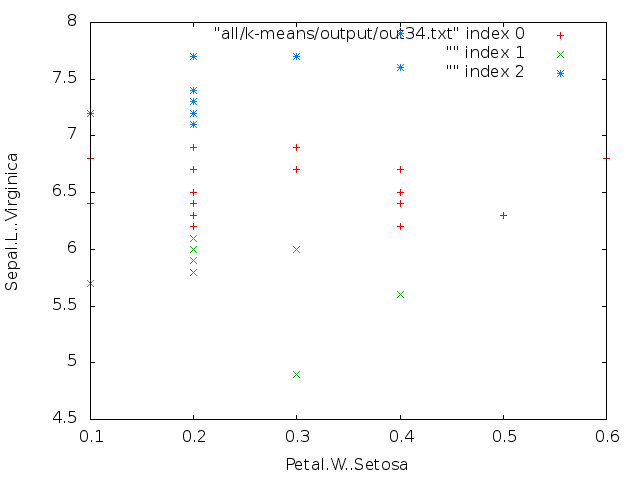 "all/k-means/output/out34.txt" index 0
"" index 1
"" index 2
8
7.5
7
6.5
6
5.5
5
4.5
0.1 0.2 0.3 0.4 0.5 0.6
Sepal.L.. Virginica
Petal.W..Setosa